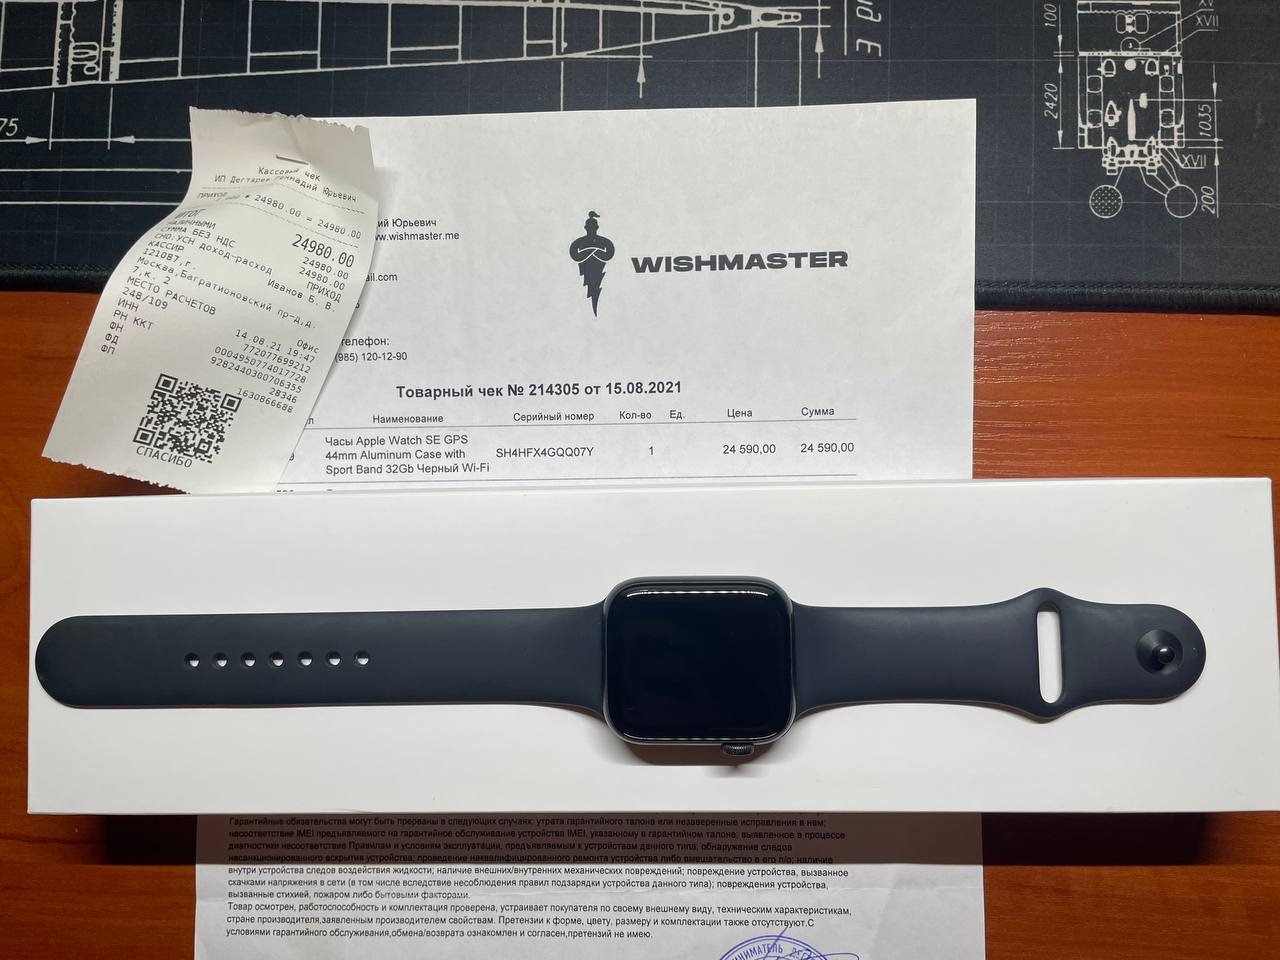 75
Ed
100
2420
XV
XVII
1035
XVII
200
Кассовый чек
ИП Дегтярев Геннадий Юрьевич
ПРИХОД
* 24980.00 = 24980.00
ИТОГ 24980.00
НАЛИЧНЫМИ 24980.00
СУММА БЕЗ НДС 24980.00
СНО:УСН доход-расход ПРИХОД
КАССИР Иванов Б. В.
121087,г.
Москва,Багратионовский пр-д,д.
7,к. 2
МЕСТО РАСЧЕТОВ Офис
248/109 14.08.21 19:47
ИНН 772077699212
РН ККТ 0004950774017728
ФН 9282440300706355
ФД 28346
ФП 1630866688
СПАСИБО
ий Юрьевич
ww.wishmaster.me
ail.com
телефон:
(985) 120-12-90
WISHMASTER
Товарный чек № 214305 от 15.08.2021
Наименование Серийный номер Кол-во Ед. Цена Сумма
Часы Apple Watch SE GPS
44mm Aluminum Case with SH4HFX4GQQ07Y 1 24 590,00 24 590,00
Sport Band 32Gb Черный Wi-Fi
Гарантийные обязательства могут быть прерваны в следующих случаях: утрата гарантийного талона или незаверенные исправления в нем;
несоответствие IMEI предъявляемого на гарантийное обслуживание устройства IMEI, указанному в гарантийном талоне; выявленное в процессе
диагностики несоответствие Правилам и условиям эксплуатации, предъявляемым к устройствам данного типа; обнаружение следов
несанкционированного вскрытия устройства; проведение неквалифицированного ремонта устройства либо вмешательство в его п/о; наличие
внутри устройства следов воздействия жидкости; наличие внешних/внутренних механических повреждений; повреждение устройства, вызванное
скачками напряжения в сети (в том числе вследствие несоблюдения правил подзарядки устройства данного типа); повреждения устройства,
вызванные стихией, пожаром либо бытовыми факторами.
Товар осмотрен, работоспособность и комплектация проверена, устраивает покупателя по своему внешнему виду, техническим характеристикам,
стране производителя,заявленным производителем свойствам. Претензии к форме, цвету, размеру и комплектации также отсутствуют.С
условиями гарантийного обслуживания,обмена/возврата ознакомлен и согласен,претензий не имею.